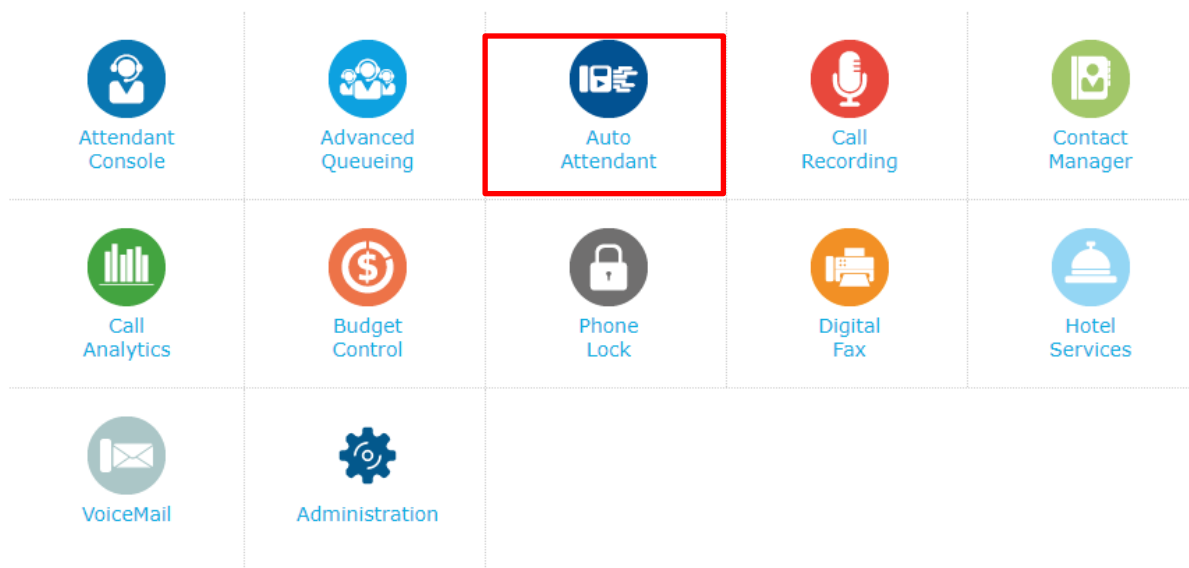 Attendant
Console
Advanced
Queueing
Auto
Attendant
Call
Recording
Contact
Manager
Call
Analytics
Budget
Control
Phone
Lock
Digital
Fax
Hotel
Services
VoiceMail
Administration